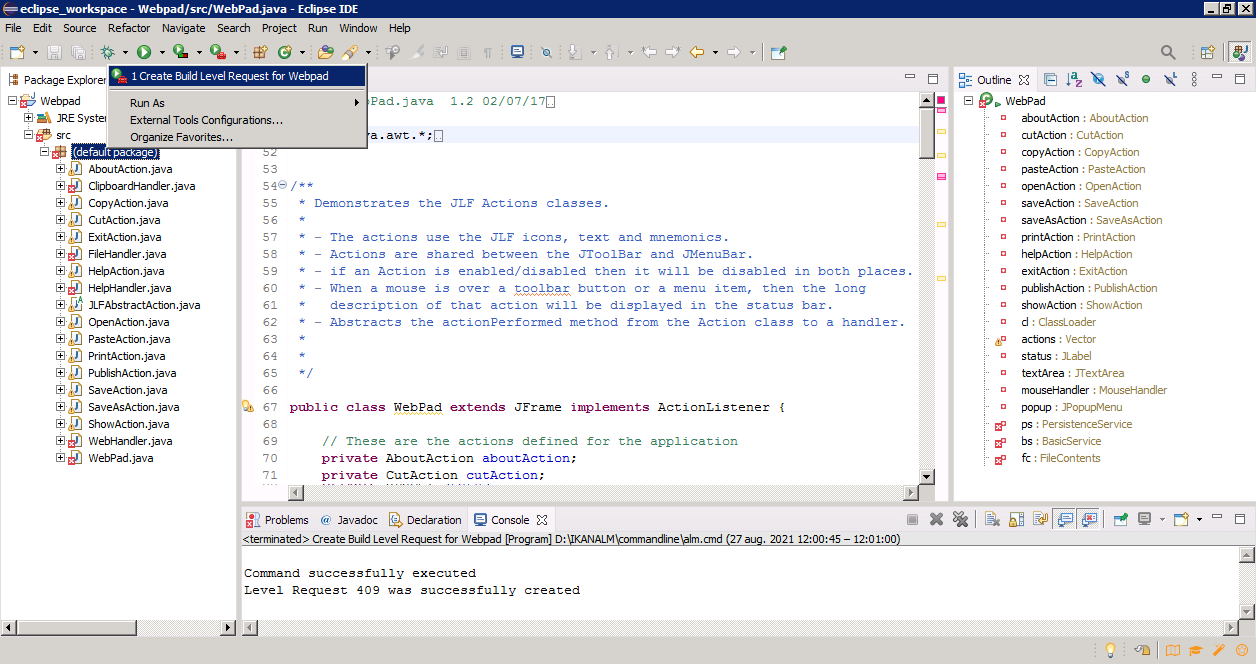 eclipse_workspace - Webpad/src/WebPad.java - Eclipse IDE
File Edit Source Refactor Navigate Search Project Run Window Help
Package Explorer
1 Create Build Level Request for Webpad
Run As
External Tools Configurations...
Organize Favorites...
Webpad
JRE Syste
src
(default package)
AboutAction.java
ClipboardHandler.java
CopyAction.java
CutAction.java
ExitAction.java
FileHandler.java
HelpAction.java
HelpHandler.java
JLFAbstractAction.java
OpenAction.java
PasteAction.java
PrintAction.java
PublishAction.java
SaveAction.java
SaveAsAction.java
ShowAction.java
WebHandler.java
WebPad.java
Pad.java 1.2 02/07/17
va.awt.*;
52
53
54 /**
55 * Demonstrates the JLF Actions classes.
56 *
57 * - The actions use the JLF icons, text and mnemonics.
58 * - Actions are shared between the JToolBar and JMenuBar.
59 * - if an Action is enabled/disabled then it will be disabled in both places.
60 * - When a mouse is over a toolbar button or a menu item, then the long
61 * description of that action will be displayed in the status bar.
62 * - Abstracts the actionPerformed method from the Action class to a handler.
63 *
64 *
65 */
66
67 public class WebPad extends JFrame implements ActionListener {
68
69 // These are the actions defined for the application
70 private AboutAction aboutAction;
71 private CutAction cutAction;
Outline
WebPad
aboutAction : AboutAction
cutAction : CutAction
copyAction : CopyAction
pasteAction : PasteAction
openAction : OpenAction
saveAction : SaveAction
saveAsAction : SaveAsAction
printAction : PrintAction
helpAction : HelpAction
exitAction : ExitAction
publishAction : PublishAction
showAction : ShowAction
cl : ClassLoader
actions : Vector
status : JLabel
textArea : JTextArea
mouseHandler : MouseHandler
popup : JPopupMenu
ps : PersistenceService
bs : BasicService
fc : FileContents
Problems @ Javadoc Declaration Console
<terminated> Create Build Level Request for Webpad [Program] D:\IKANALM\commandline\alm.cmd (27 aug. 2021 12:00:45 – 12:01:00)
Command successfully executed
Level Request 409 was successfully created